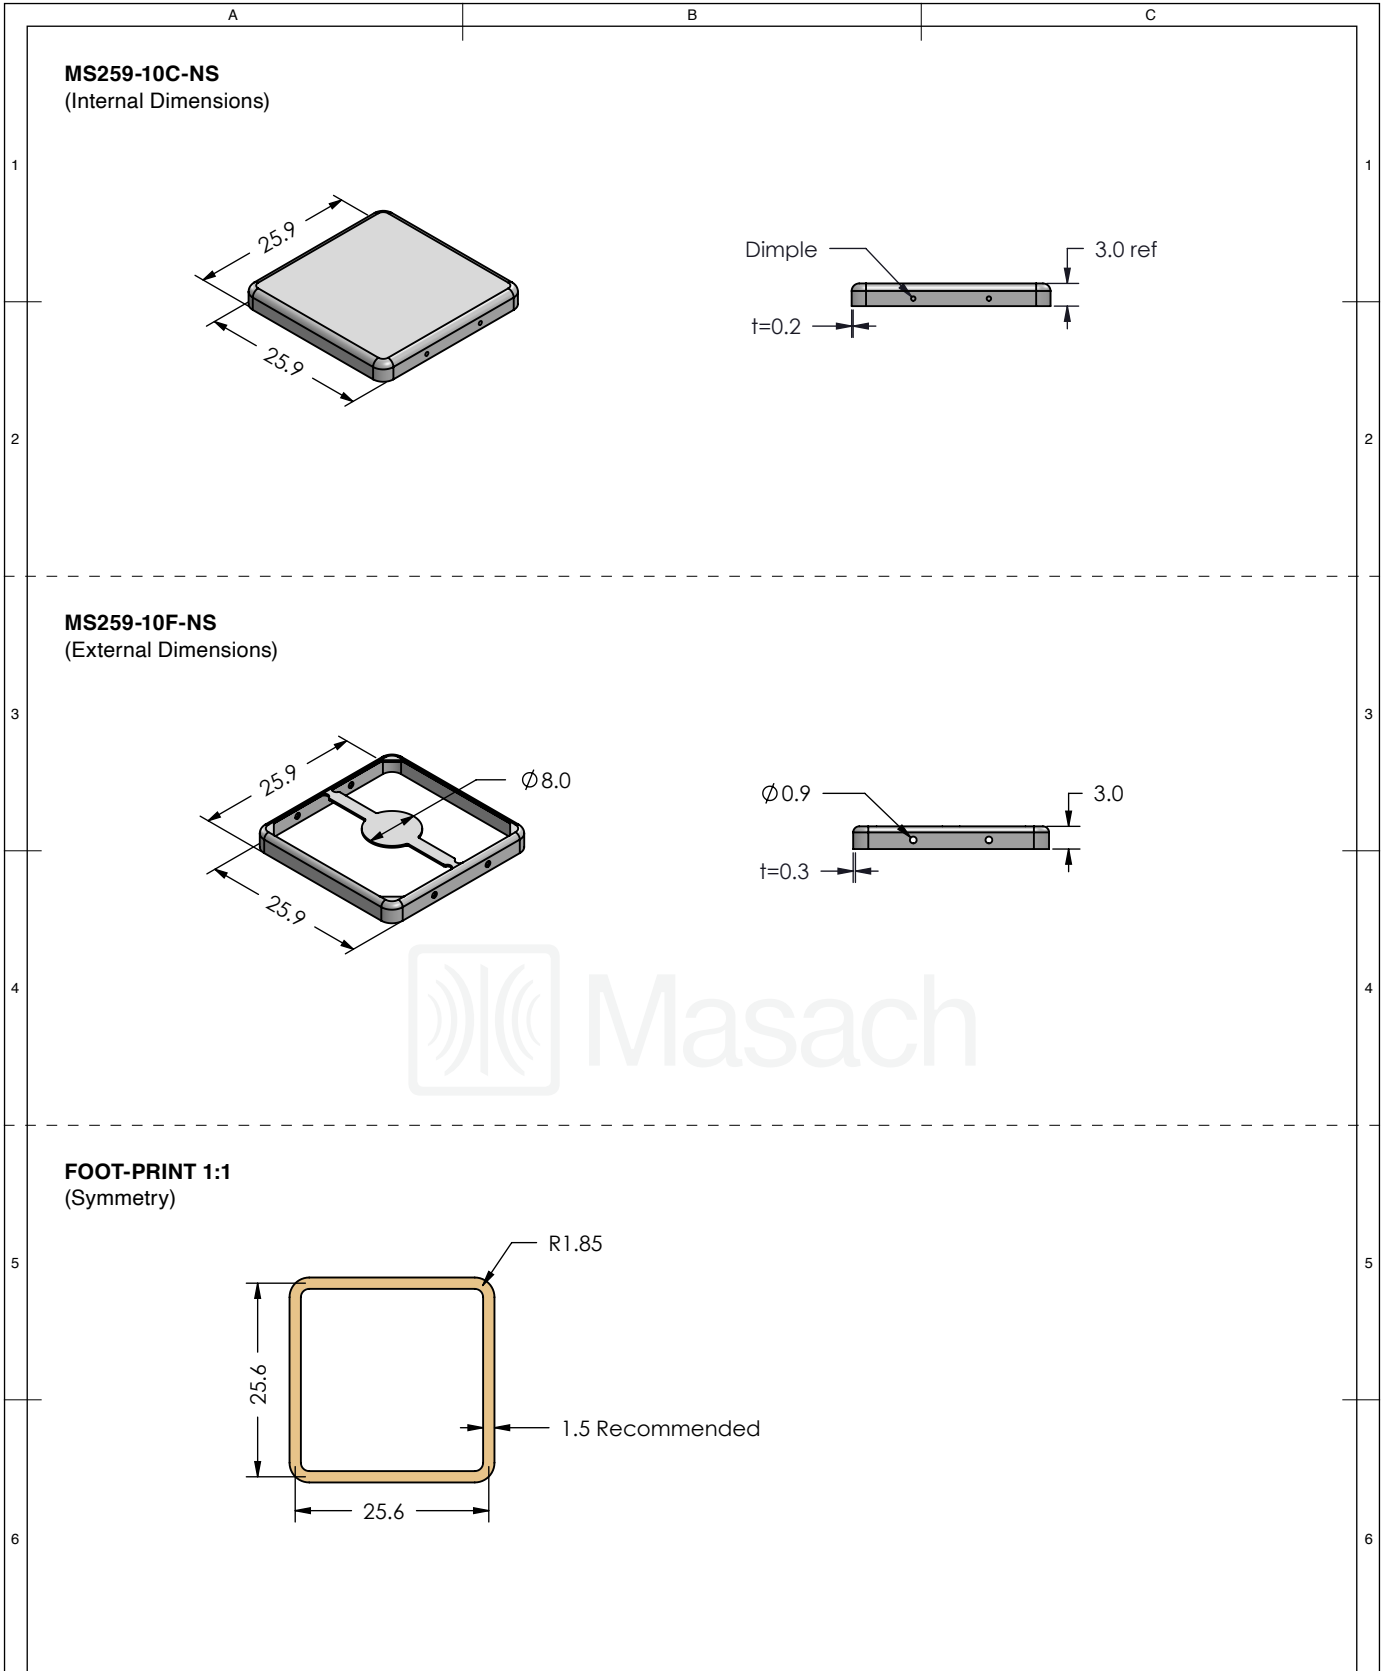 A B C
MS259-10C-NS
(Internal Dimensions)
1 1
25.9
25.9
Dimple
3.0 ref
t=0.2
2 2
MS259-10F-NS
(External Dimensions)
3 3
25.9
Ø8.0
25.9
Ø0.9
3.0
t=0.3
Masach
4 4
FOOT-PRINT 1:1
(Symmetry)
R1.85
5 5
25.6
1.5 Recommended
25.6
6 6